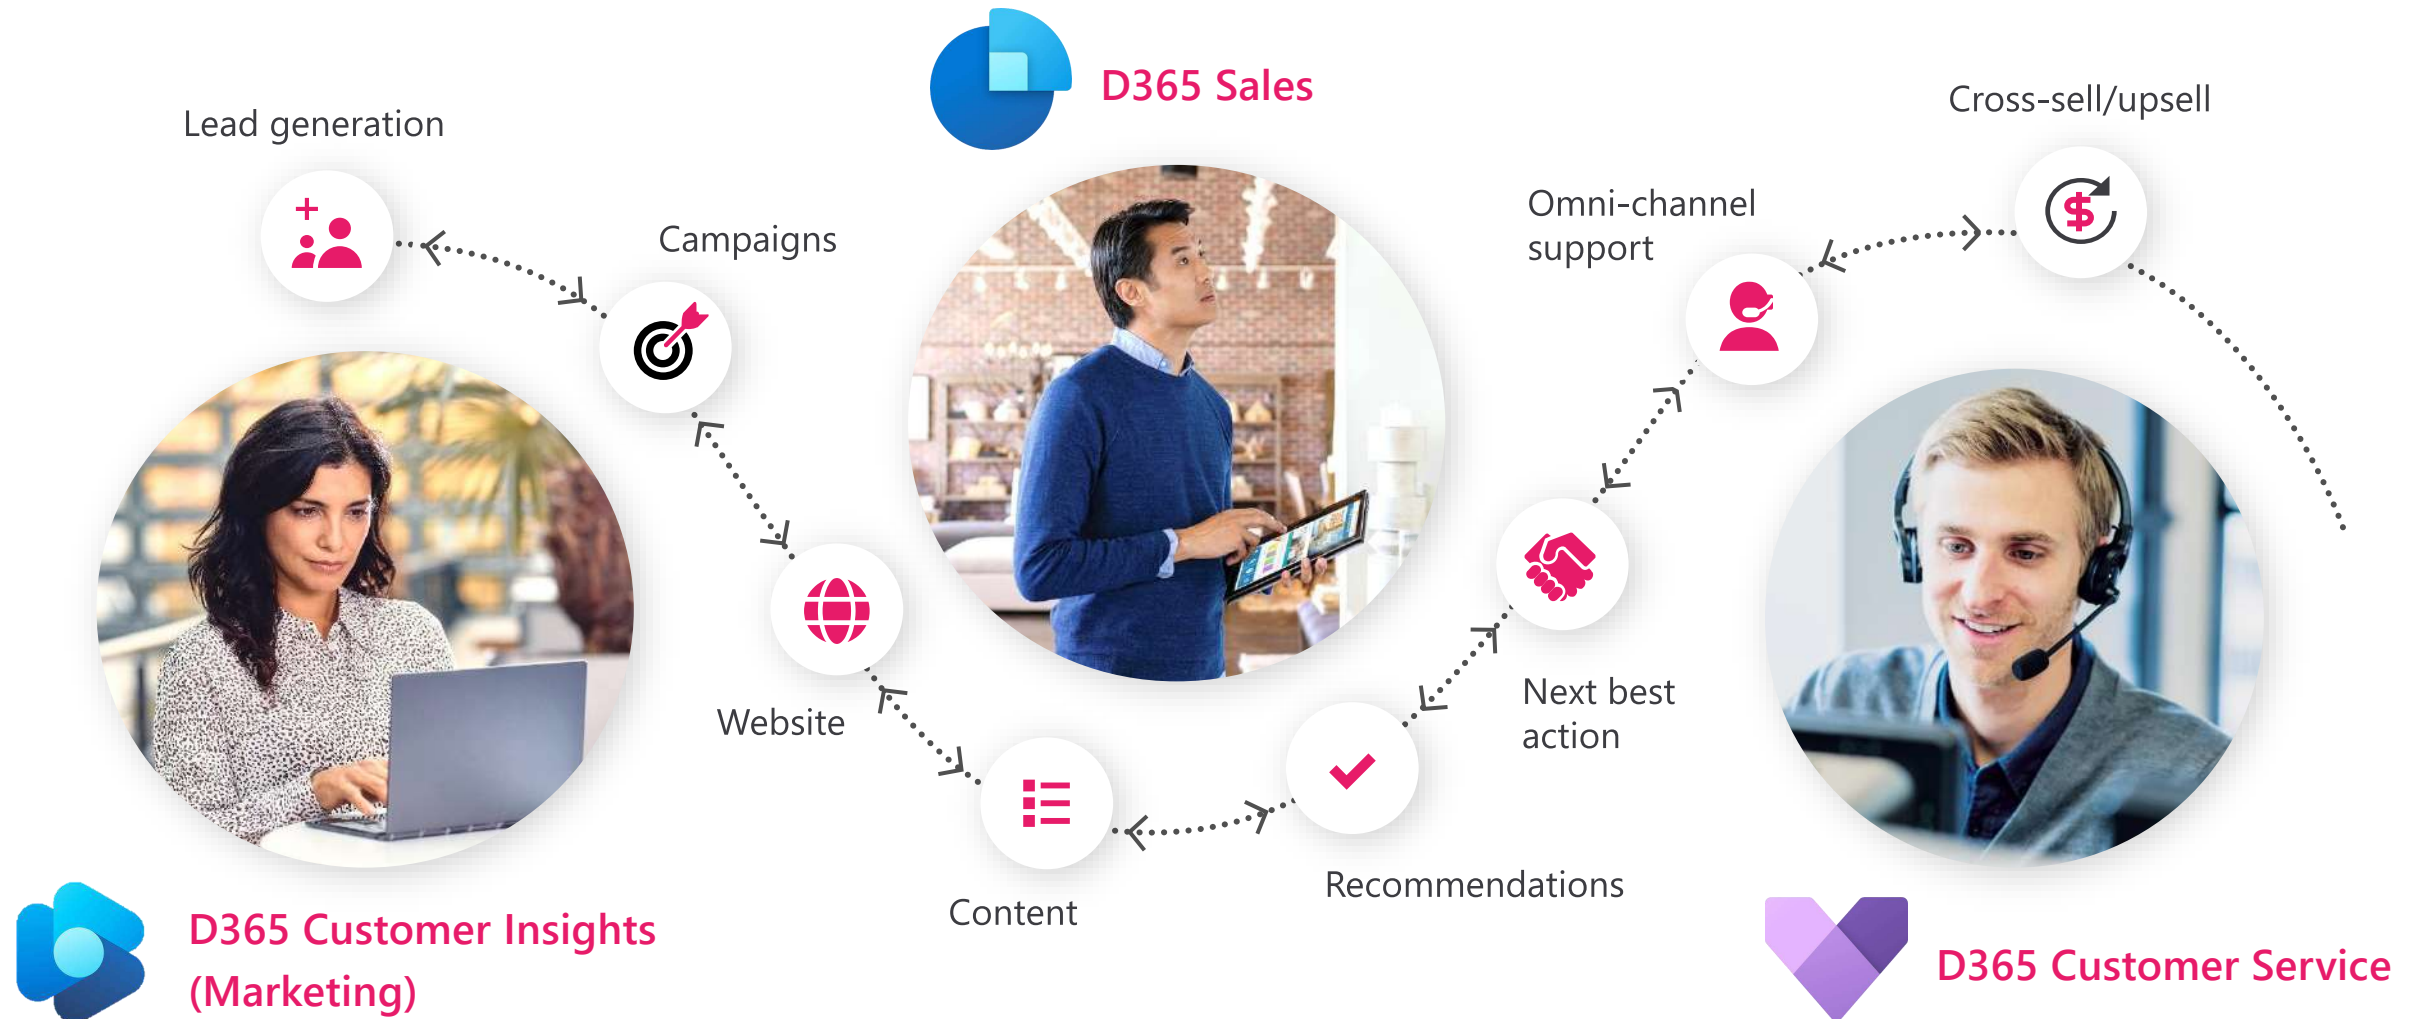 D365 Sales
Lead generation
Campaigns
Cross-sell/upsell
Omni-channel
support
Website
Next best
action
Content
Recommendations
D365 Customer Insights
(Marketing)
D365 Customer Service